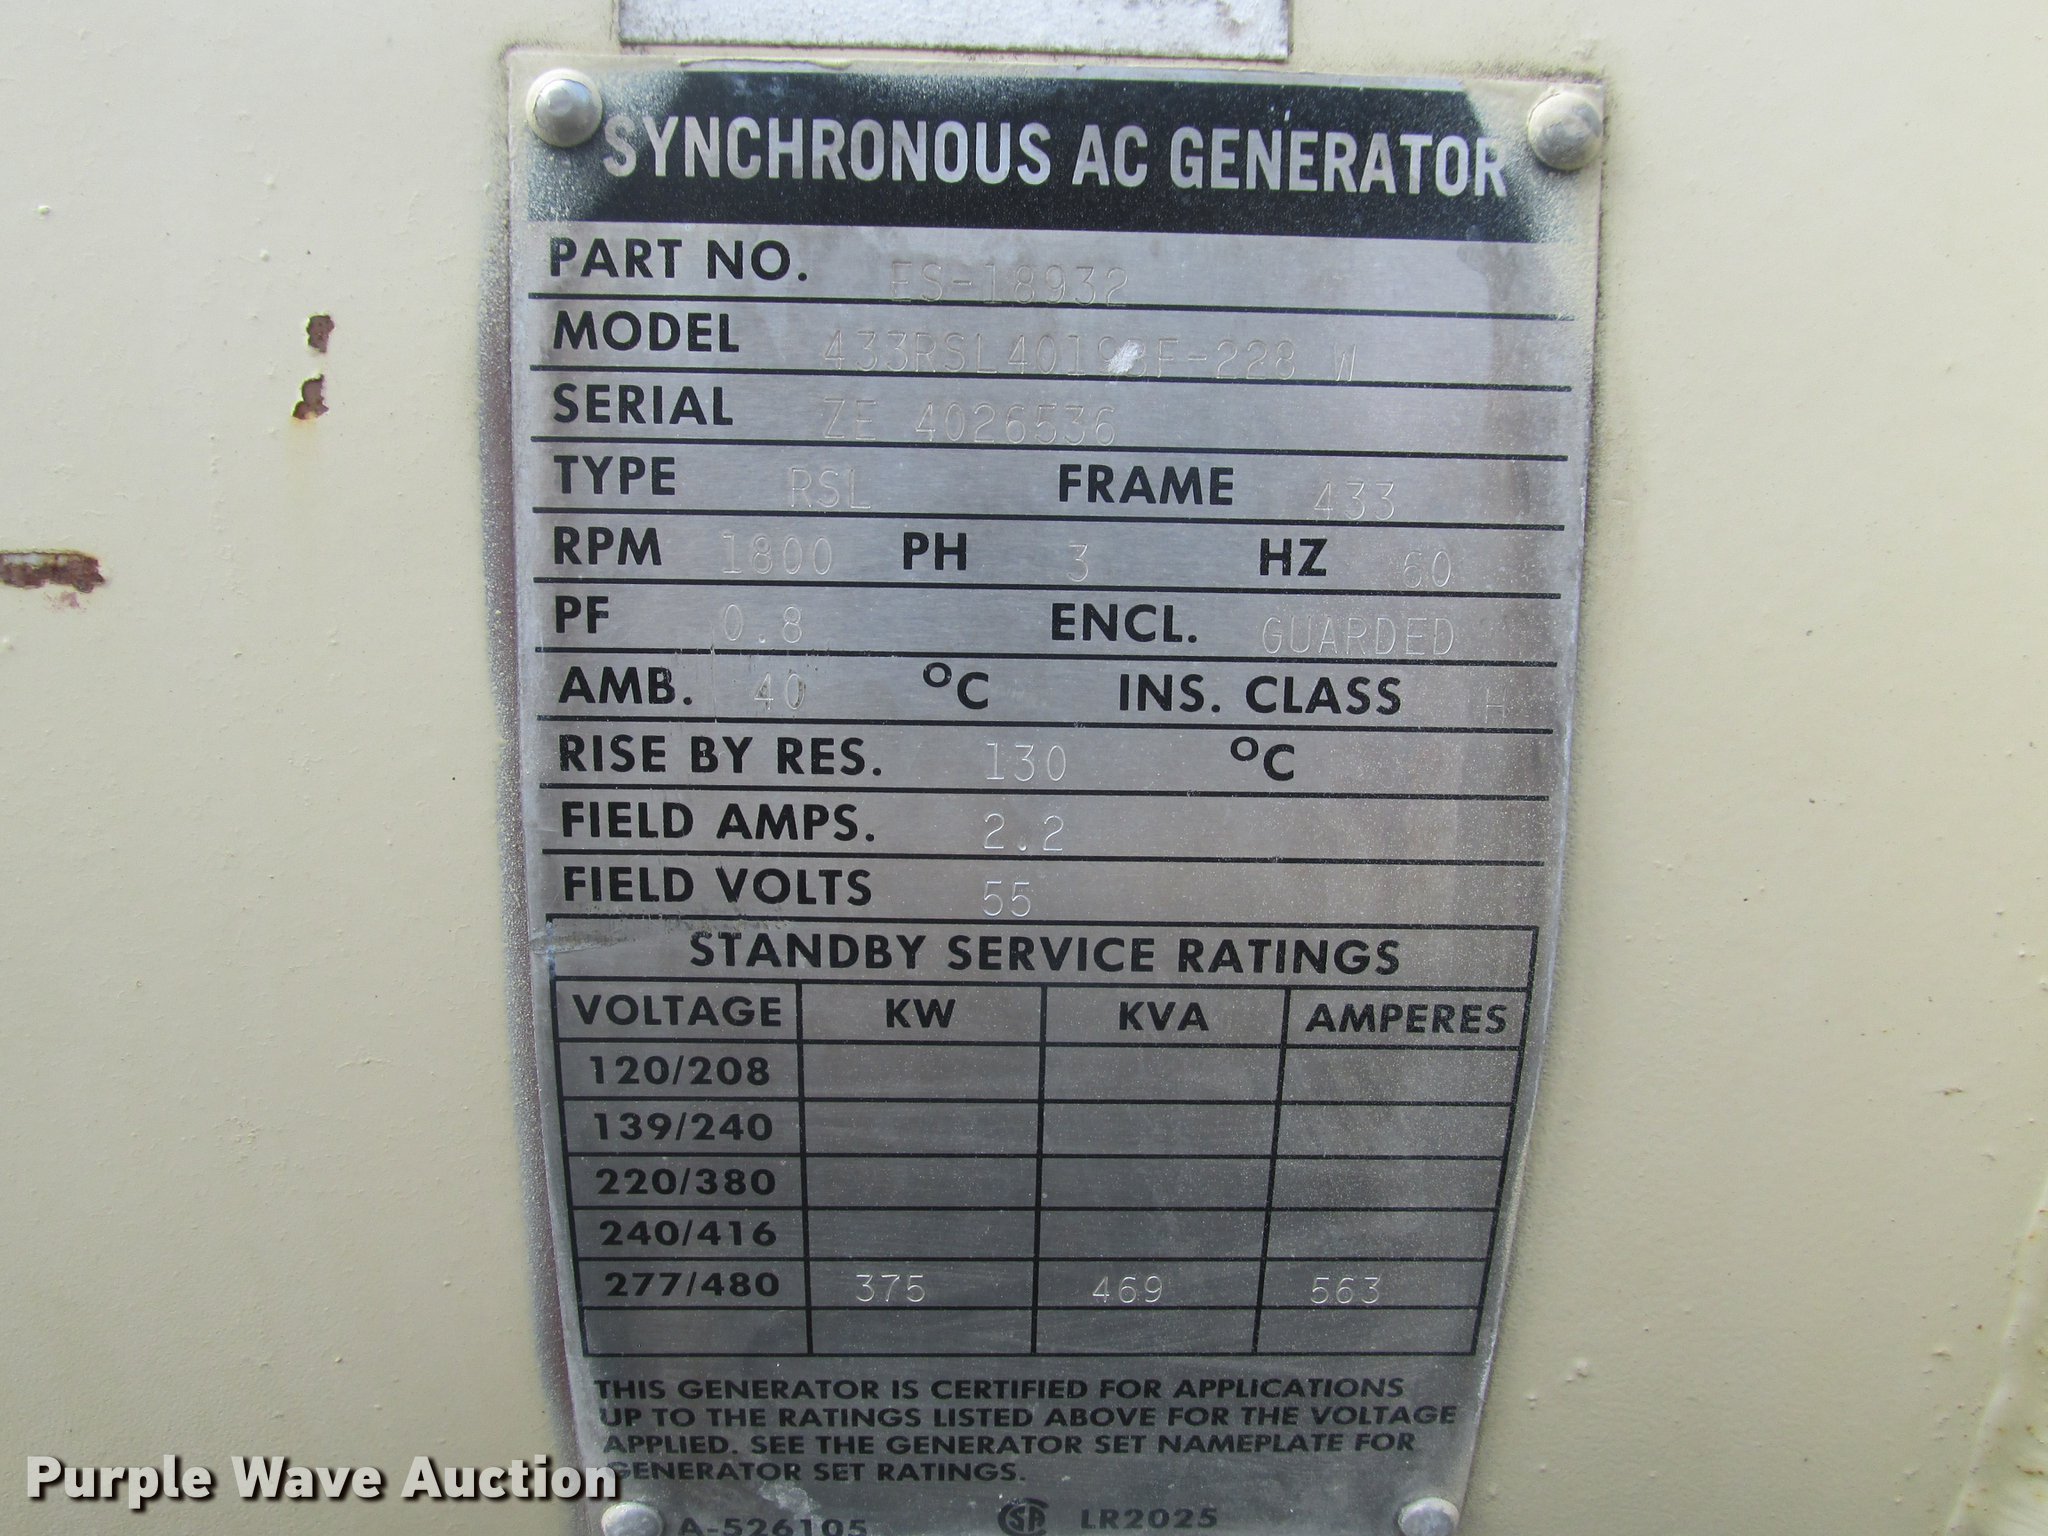 SYNCHRONOUS AC GENERATOR
PART NO. ES-18932
MODEL
SERIAL ZE 4026536
TYPE RSL FRAME 433
RPM 1800 PH 3 HZ 60
PF 0.8 ENCL. GUARDED
AMB. 40 °C INS. CLASS H
RISE BY RES. 130 °C
FIELD AMPS. 2.2
FIELD VOLTS 55
STANDBY SERVICE RATINGS
VOLTAGE KW KVA AMPERES
120/208
139/240
220/380
240/416
277/480 375 469 563
THIS GENERATOR IS CERTIFIED FOR APPLICATIONS
UP TO THE RATINGS LISTED ABOVE FOR THE VOLTAGE
APPLIED. SEE THE GENERATOR SET NAMEPLATE FOR
GENERATOR SET RATINGS.
A-526105 SA LR2025
Purple Wave Auction